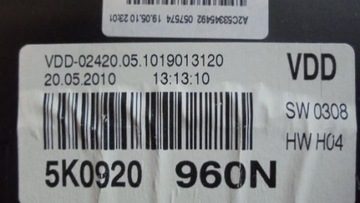 A2C53345492 057574
19.05.10 23:01
VDD-02420.05.1019013120
20.05.2010 13:13:10
VDD
SW 0308
HW H04
5K0920 960N